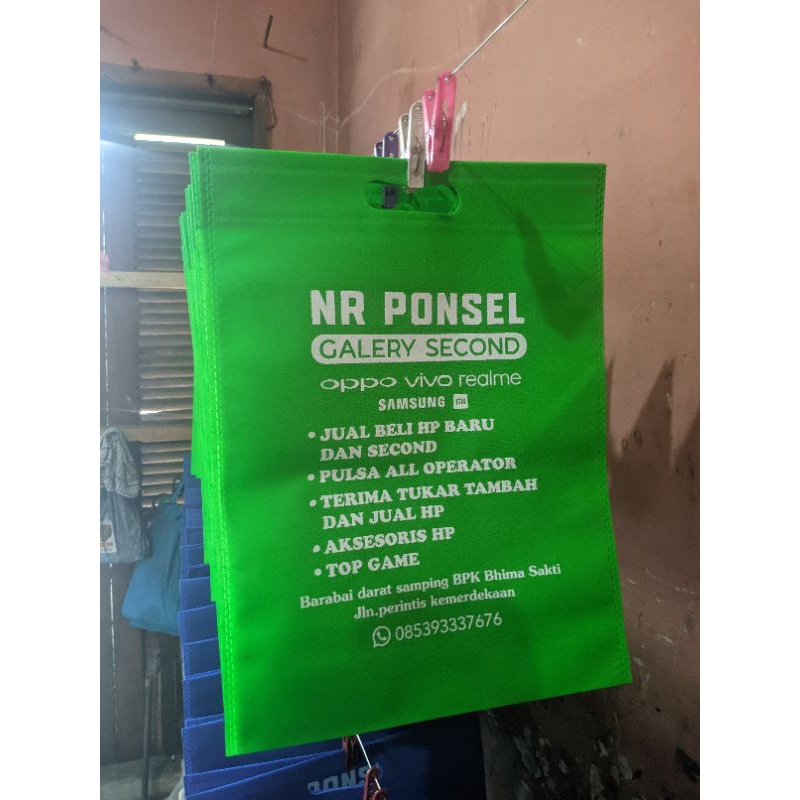 NR PONSEL
GALERY SECOND
oppo vivo realme
SAMSUNG mi
• JUAL BELI HP BARU
DAN SECOND
• PULSA ALL OPERATOR
• TERIMA TUKAR TAMBAH
DAN JUAL HP
• AKSESORIS HP
• TOP GAME
Barabai darat samping BPK Bhima Sakti
Jln.perintis kemerdekaan
085393337676